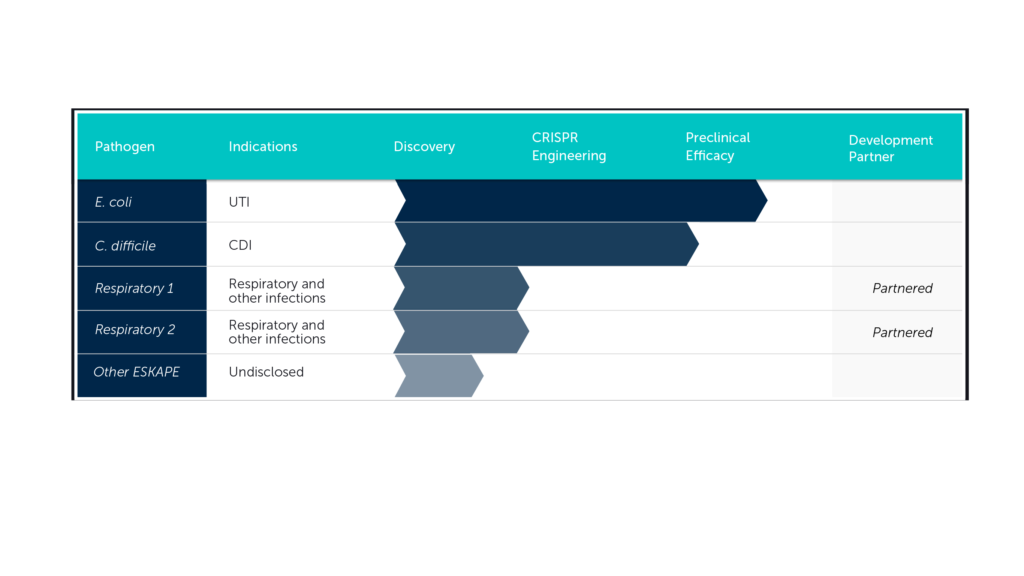 Pathogen
Indications
Discovery
CRISPR
Engineering
Preclinical
Efficacy
Development
Partner
E. coli
UTI
C. difficile
CDI
Respiratory 1
Respiratory and
other infections
Partnered
Respiratory 2
Respiratory and
other infections
Partnered
Other ESKAPE
Undisclosed